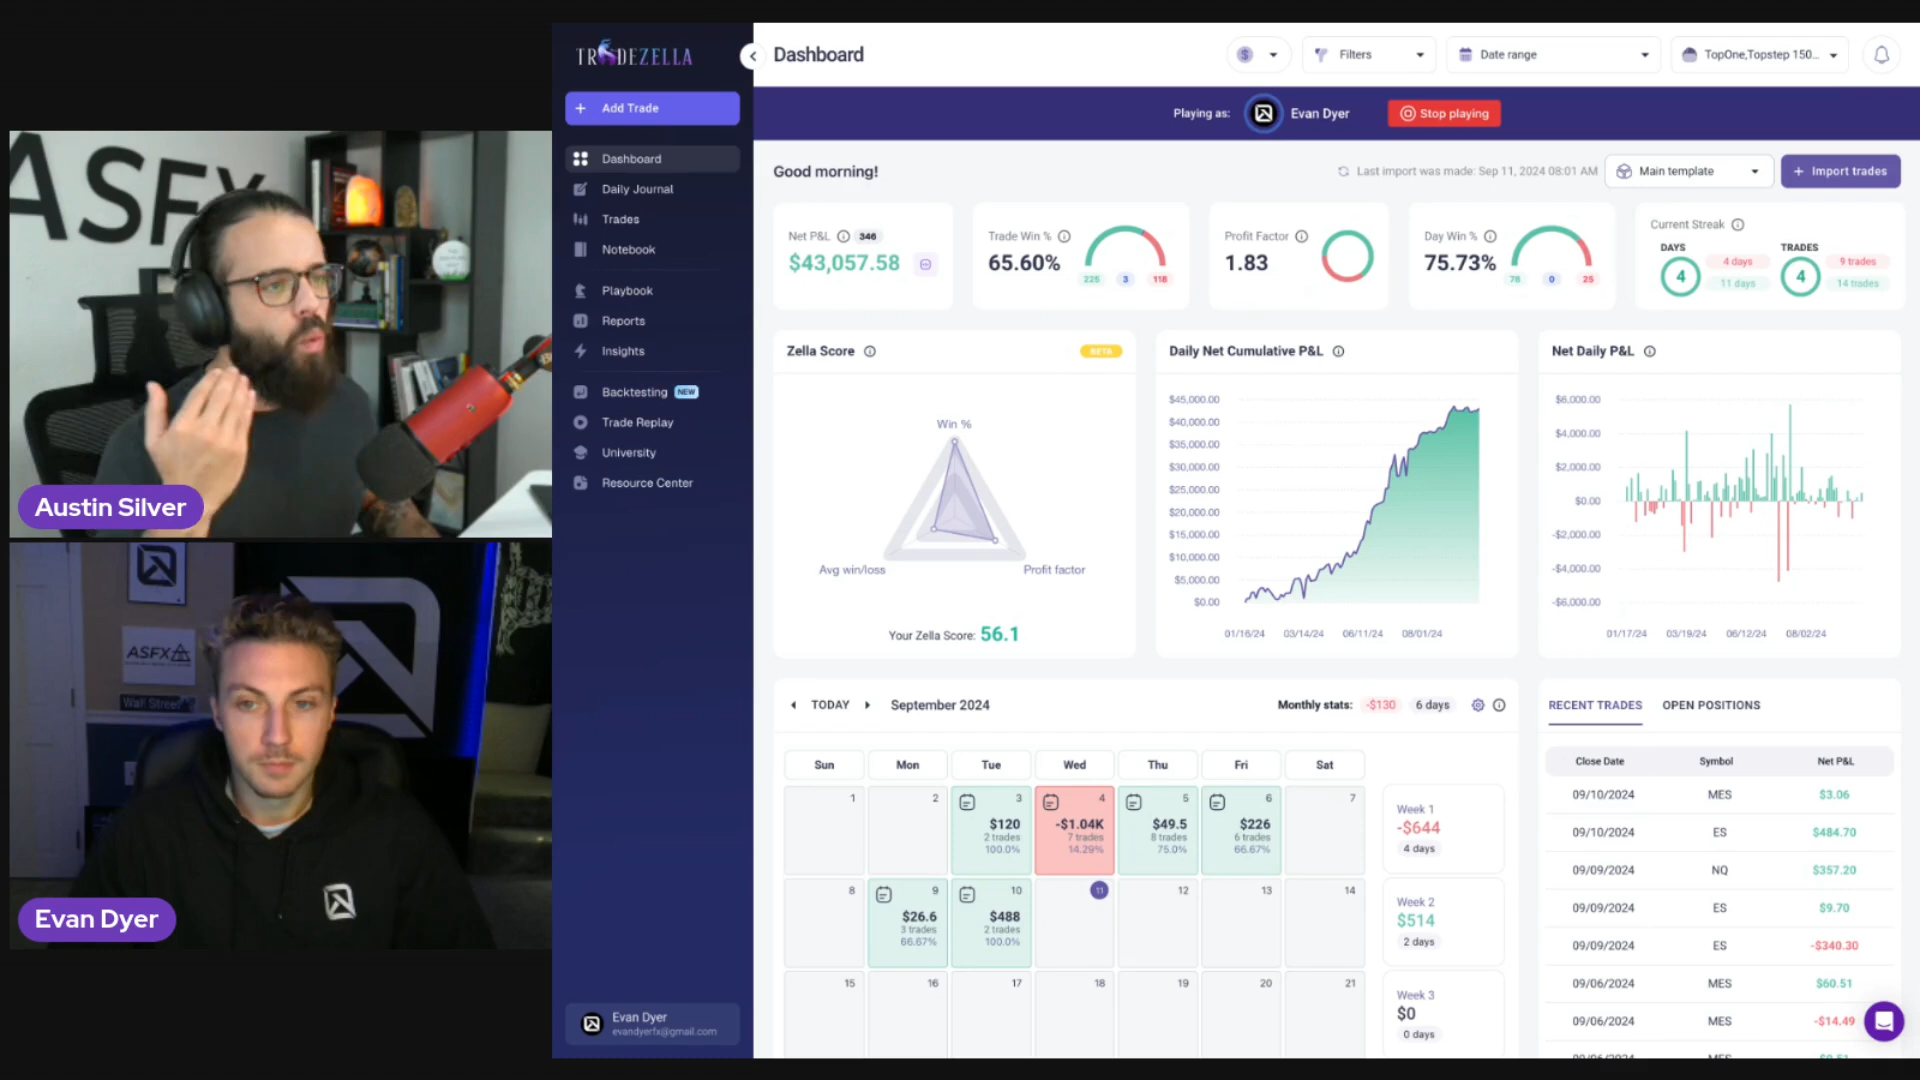 TRADEZELLA
Dashboard
$
Filters
Date range
TopOne,Topstep 150...
+ Add Trade
Playing as:
Evan Dyer
Stop playing
Dashboard
Daily Journal
Trades
Notebook
Playbook
Reports
Insights
Backtesting NEW
Trade Replay
University
Resource Center
Good morning!
Last import was made: Sep 11, 2024 08:01 AM
Main template
+ Import trades
Net P&L 346
$43,057.58
Trade Win %
65.60%
225 3 118
Profit Factor
1.83
Day Win %
75.73%
78 0 25
Current Streak
DAYS
4
4 days
11 days
TRADES
4
9 trades
14 trades
Zella Score
BETA
Win %
Avg win/loss
Profit factor
Your Zella Score: 56.1
Daily Net Cumulative P&L
$45,000.00
$40,000.00
$35,000.00
$30,000.00
$25,000.00
$20,000.00
$15,000.00
$10,000.00
$5,000.00
$0.00
01/16/24 03/14/24 06/11/24 08/01/24
Net Daily P&L
$6,000.00
$4,000.00
$2,000.00
$0.00
-$2,000.00
-$4,000.00
-$6,000.00
01/17/24 03/19/24 06/12/24 08/02/24
TODAY
September 2024
Monthly stats: -$130 6 days
Sun Mon Tue Wed Thu Fri Sat
1
2
3
$120
2 trades
100.0%
4
-$1.04K
7 trades
14.29%
5
$49.5
8 trades
75.0%
6
$226
6 trades
66.67%
7
Week 1
-$644
4 days
8
9
$26.6
3 trades
66.67%
10
$488
2 trades
100.0%
11
12
13
14
Week 2
$514
2 days
15 16 17 18 19 20 21
Week 3
$0
0 days
RECENT TRADES
OPEN POSITIONS
Close Date Symbol Net P&L
09/10/2024 MES $3.06
09/10/2024 ES $484.70
09/09/2024 NQ $357.20
09/09/2024 ES $9.70
09/09/2024 ES -$340.30
09/06/2024 MES $60.51
09/06/2024 MES -$14.49
Evan Dyer
evandyerfx@gmail.com
ASFX
Austin Silver
ASFX
Wall Street
Evan Dyer